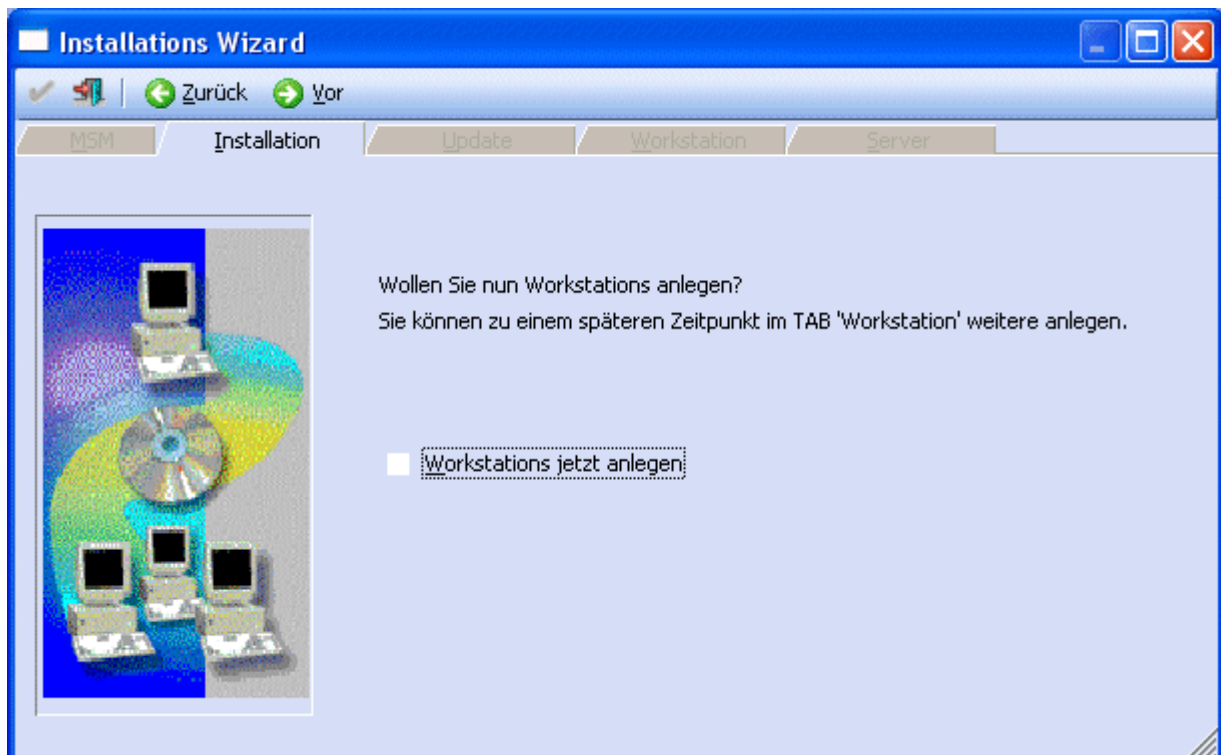 Installations Wizard
Zurück Vor
MSM Installation Update Workstation Server
Wollen Sie nun Workstations anlegen?
Sie können zu einem späteren Zeitpunkt im TAB 'Workstation' weitere anlegen.
Workstations jetzt anlegen